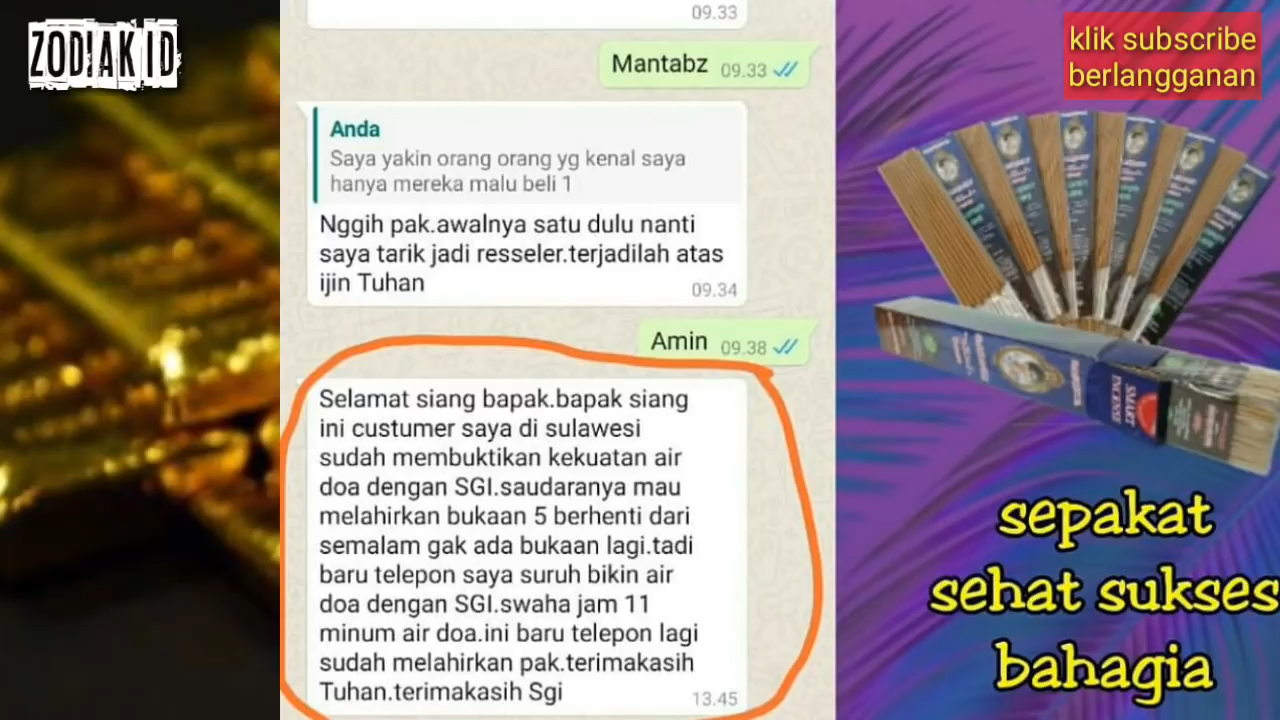 ZODIAK ID
09.33
Mantabz 09.33
Anda
Saya yakin orang orang yg kenal saya
hanya mereka malu beli 1
Nggih pak.awalnya satu dulu nanti
saya tarik jadi resseler.terjadilah atas
ijin Tuhan
09.34
Amin 09.38
Selamat siang bapak.bapak siang
ini custumer saya di sulawesi
sudah membuktikan kekuatan air
doa dengan SGI.saudaranya mau
melahirkan bukaan 5 berhenti dari
semalam gak ada bukaan lagi.tadi
baru telepon saya suruh bikin air
doa dengan SGI.swaha jam 11
minum air doa.ini baru telepon lagi
sudah melahirkan pak.terimakasih
Tuhan.terimakasih Sgi
13.45
klik subscribe
berlangganan
SMART
INCENSE
sepakat
sehat sukses
bahagia